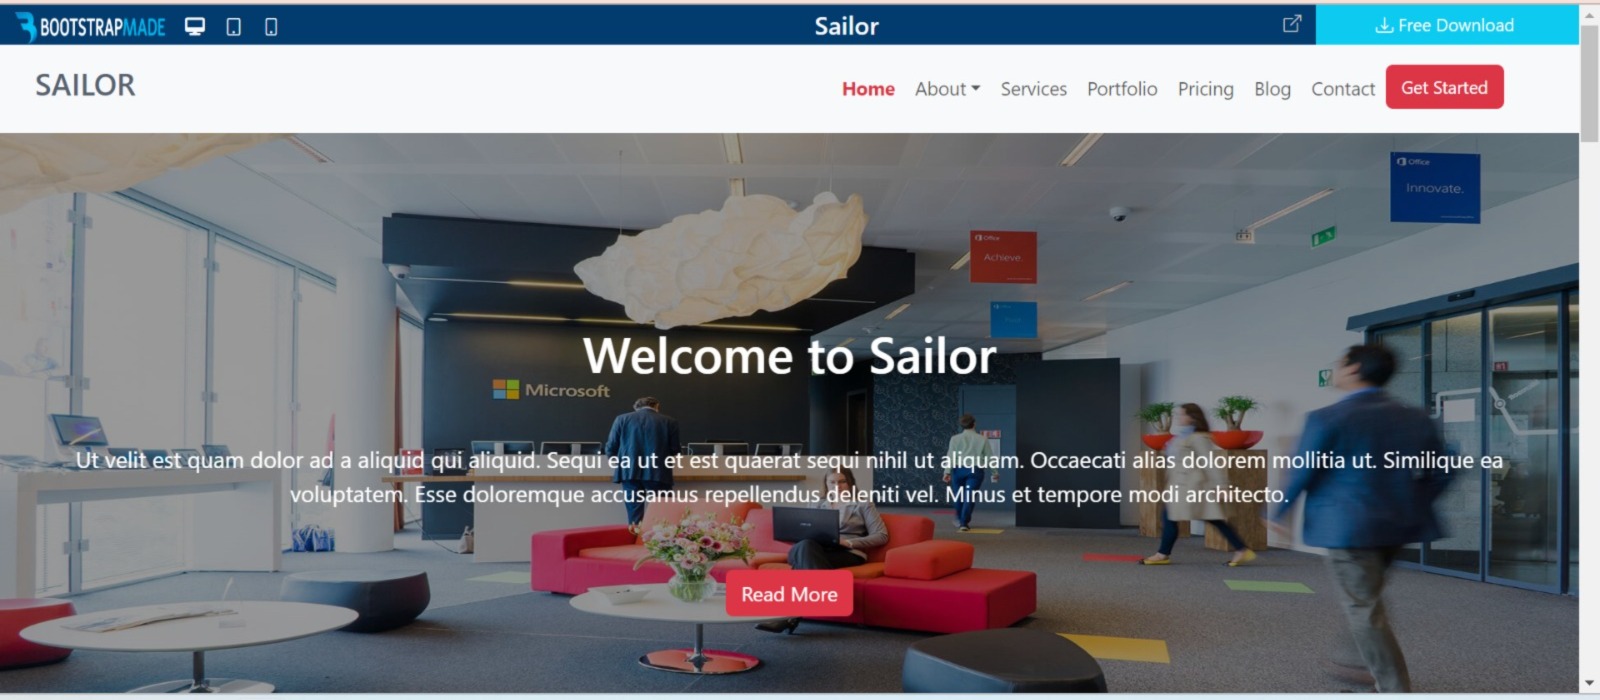 BOOTSTRAPMADE
Sailor
Free Download
SAILOR
Home About Services Portfolio Pricing Blog Contact Get Started
Office
Innovate.
Office
Achieve.
Welcome to Sailor
Microsoft
Ut velit est quam dolor ad a aliquid qui aliquid. Sequi ea ut et est quaerat sequi nihil ut aliquam. Occaecati alias dolorem mollitia ut. Similique ea
voluptatem. Esse doloremque accusamus repellendus deleniti vel. Minus et tempore modi architecto.
Read More